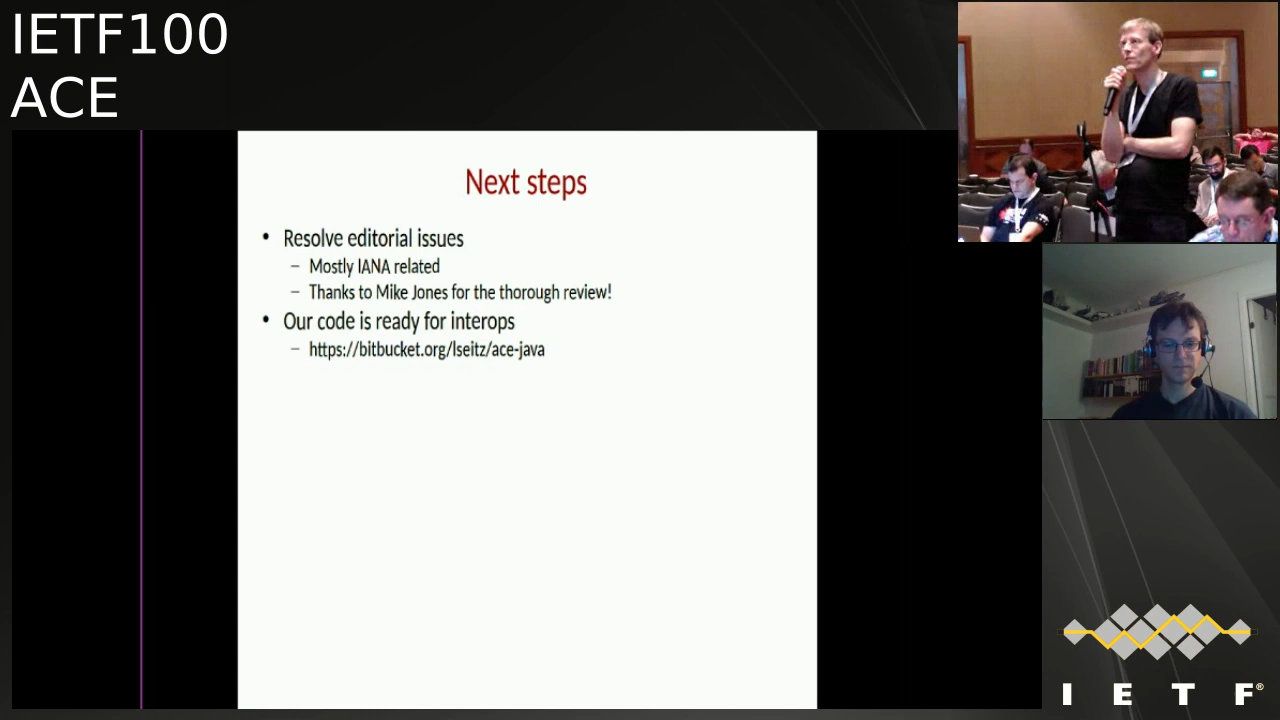 IETF100
ACE
Next steps
• Resolve editorial issues
– Mostly IANA related
– Thanks to Mike Jones for the thorough review!
• Our code is ready for interops
– https://bitbucket.org/lseitz/ace-java
I E T F®